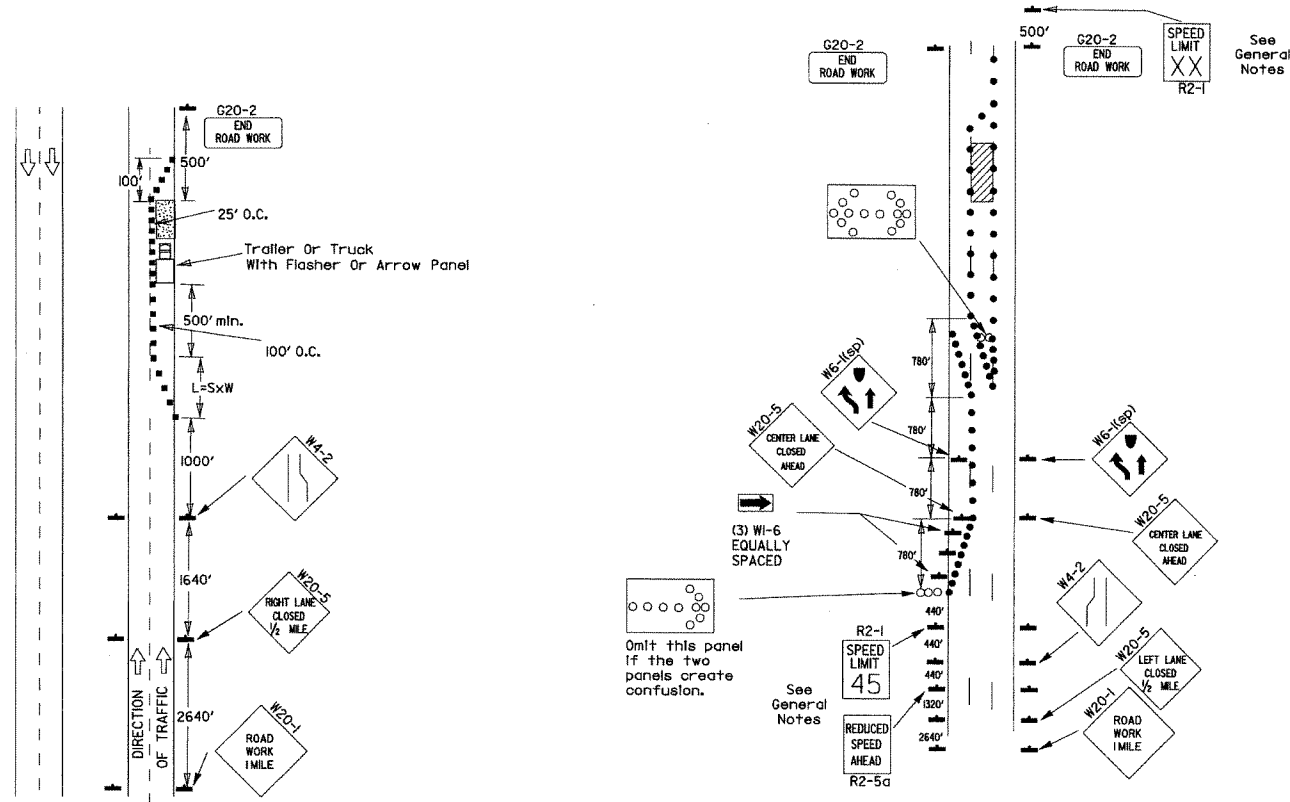 G20-2
END
ROAD WORK
500'
100'
25' O.C.
Trailer Or Truck
With Flasher Or Arrow Panel
500' min.
100' O.C.
L=SxW
1000'
W4-2
1640'
W20-5
RIGHT LANE
CLOSED
1/2 MILE
DIRECTION
OF TRAFFIC
2640'
W20-1
ROAD
WORK
1 MILE
G20-2
END
ROAD WORK
500'
G20-2
END
ROAD WORK
SPEED
LIMIT
XX
R2-1
See
General
Notes
780'
W6-1(sp)
780'
W20-5
CENTER LANE
CLOSED
AHEAD
780'
(3) W1-6
EQUALLY
SPACED
780'
Omit this panel
if the two
panels create
confusion.
440'
R2-1
SPEED
LIMIT
45
440'
440'
See
General
Notes
1320'
2640'
REDUCED
SPEED
AHEAD
R2-5a
W6-1(sp)
W20-5
CENTER LANE
CLOSED
AHEAD
W4-2
W20-5
LEFT LANE
CLOSED
1/2 MILE
W20-1
ROAD
WORK
1 MILE